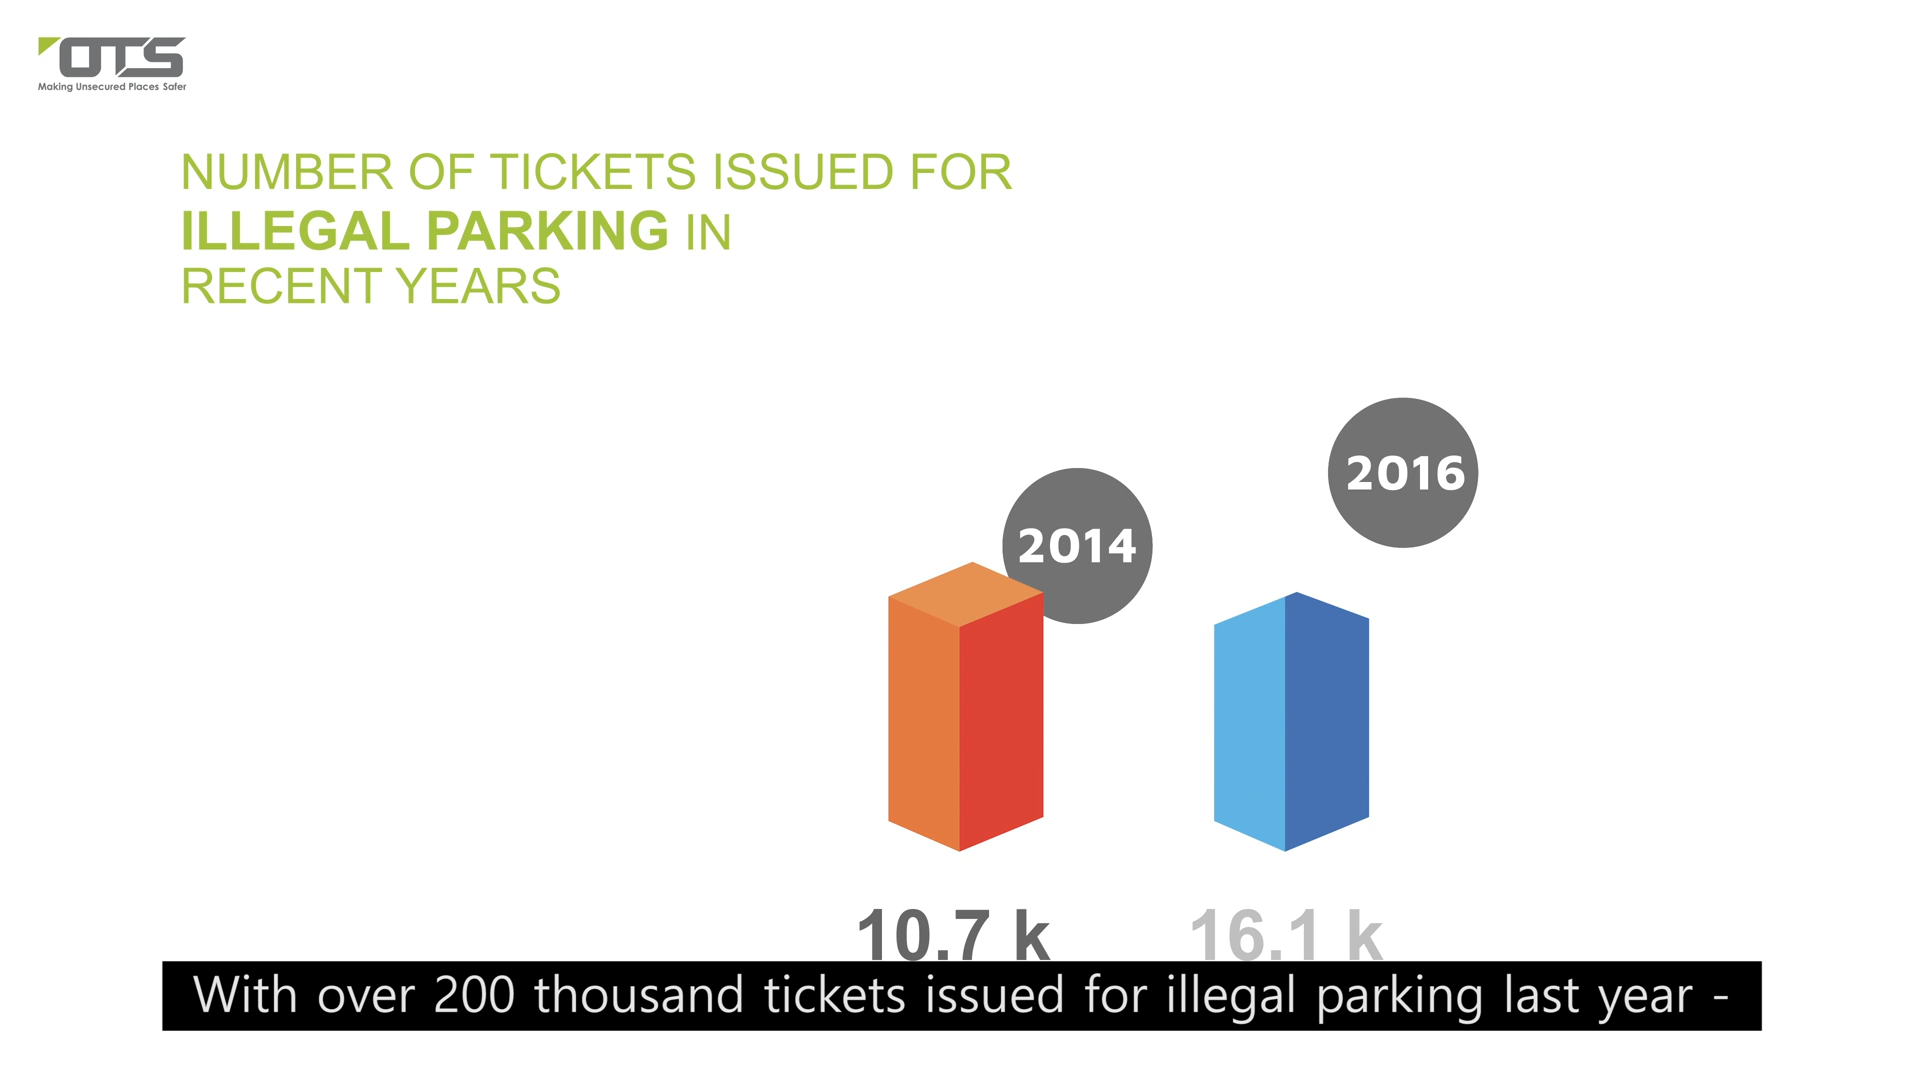 OTS
Making Unsecured Places Safer
NUMBER OF TICKETS ISSUED FOR
ILLEGAL PARKING IN
RECENT YEARS
2016
2014
10.7 k
16.1 k
With over 200 thousand tickets issued for illegal parking last year -